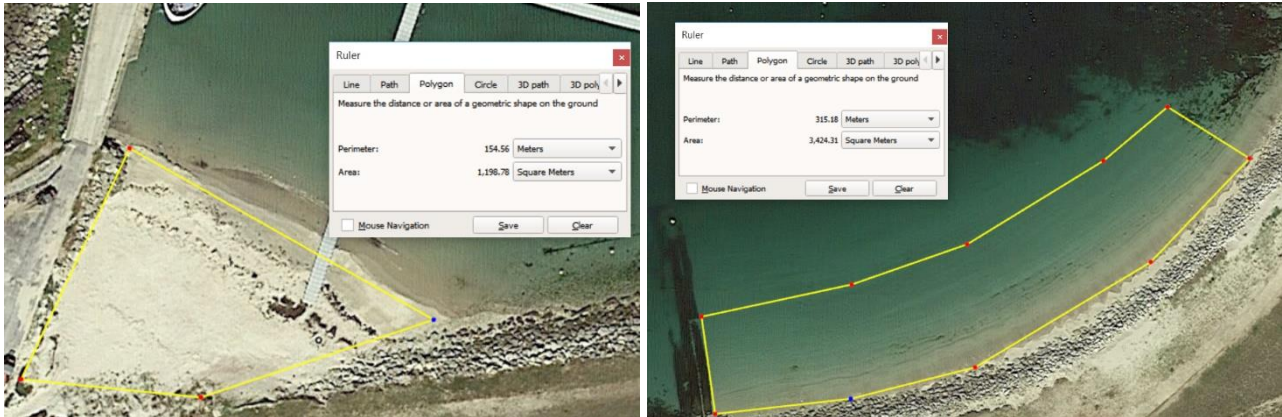 Ruler
Line Path Polygon Circle 3D path 3D poly
Measure the distance or area of a geometric shape on the ground
Perimeter: 154.56 Meters
Area: 1,198.78 Square Meters
Mouse Navigation Save Clear
Ruler
Line Path Polygon Circle 3D path 3D poly
Measure the distance or area of a geometric shape on the ground
Perimeter: 315.18 Meters
Area: 3,424.31 Square Meters
Mouse Navigation Save Clear